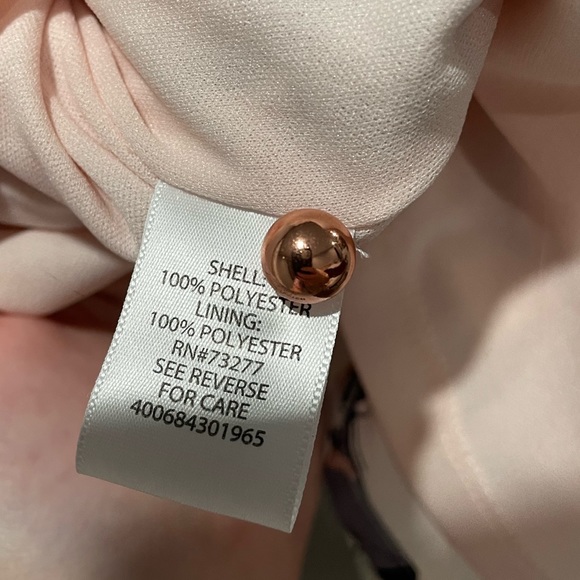 SHELL:
100% POLYESTER
LINING:
100% POLYESTER
RN#73277
SEE REVERSE
FOR CARE
400684301965